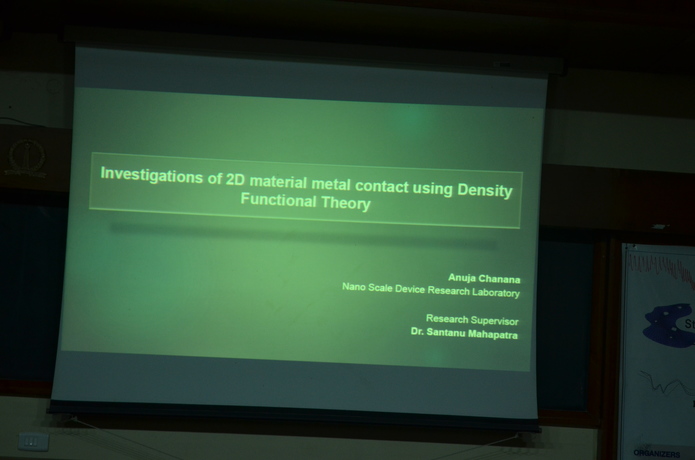 Investigations of 2D material metal contact using Density
Functional Theory
Anuja Chanana
Nano Scale Device Research Laboratory
Research Supervisor
Dr. Santanu Mahapatra
ORGANIZERS